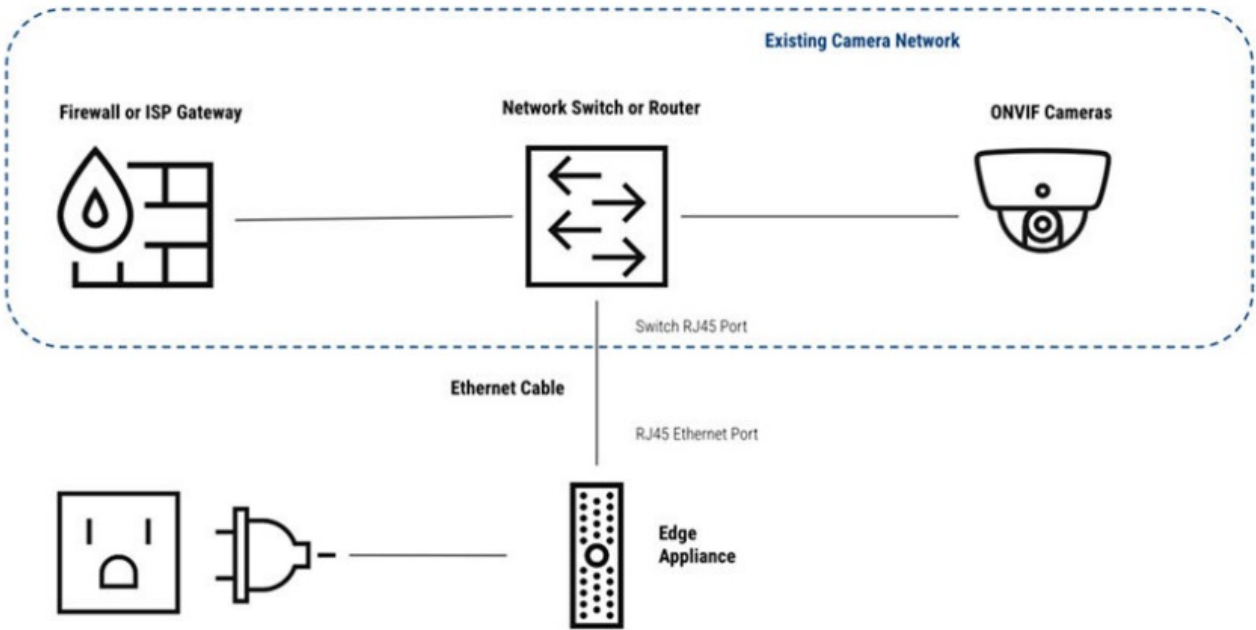 Existing Camera Network
Firewall or ISP Gateway
Network Switch or Router
ONVIF Cameras
Switch RJ45 Port
Ethernet Cable
RJ45 Ethernet Port
Edge
Appliance